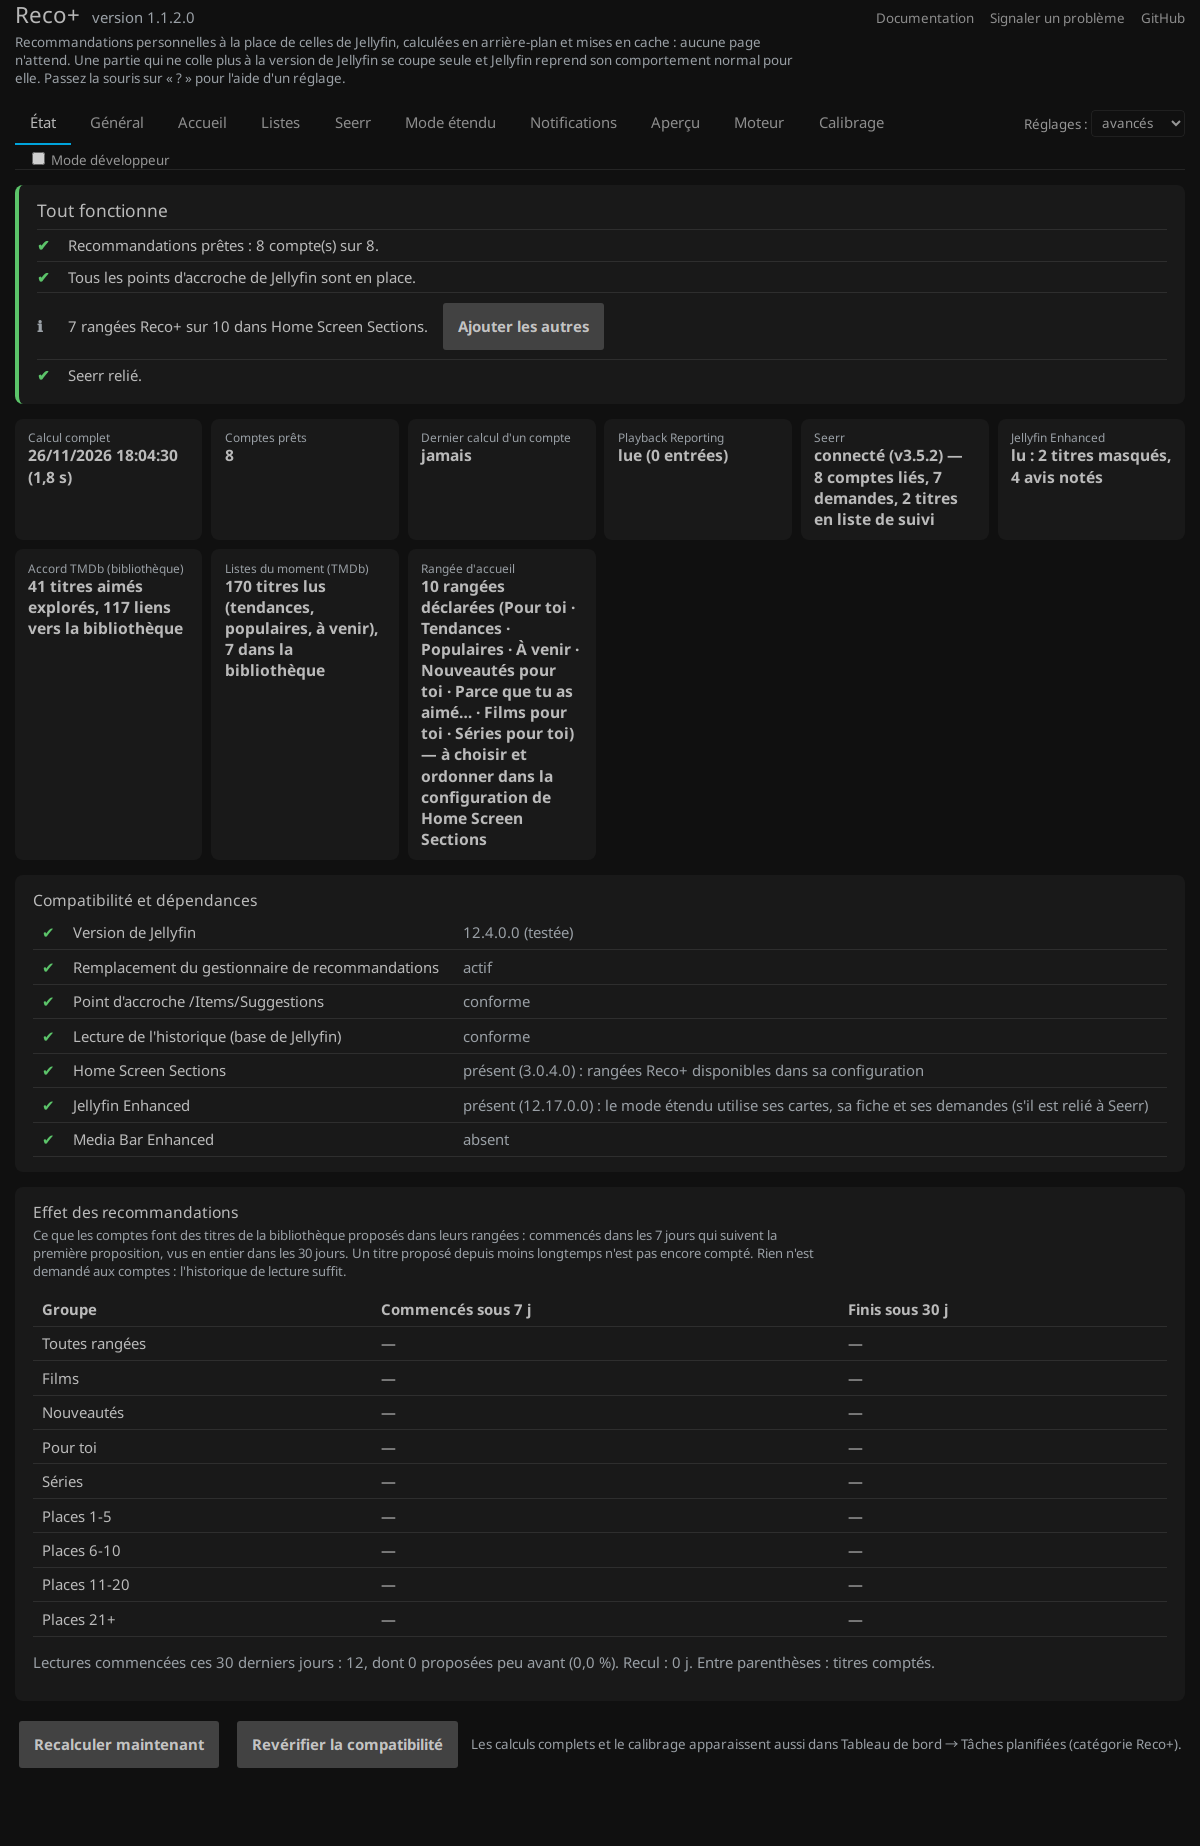 Reco+ version 1.1.2.0
Documentation Signaler un problème GitHub
Recommandations personnelles à la place de celles de Jellyfin, calculées en arrière-plan et mises en cache : aucune page
n'attend. Une partie qui ne colle plus à la version de Jellyfin se coupe seule et Jellyfin reprend son comportement normal pour
elle. Passez la souris sur « ? » pour l'aide d'un réglage.
État Général Accueil Listes Seerr Mode étendu Notifications Aperçu Moteur Calibrage Réglages : avancés
Mode développeur
Tout fonctionne
✔ Recommandations prêtes : 8 compte(s) sur 8.
✔ Tous les points d'accroche de Jellyfin sont en place.
ℹ 7 rangées Reco+ sur 10 dans Home Screen Sections. Ajouter les autres
✔ Seerr relié.
Calcul complet
26/11/2026 18:04:30
(1,8 s)
Comptes prêts
8
Dernier calcul d'un compte
jamais
Playback Reporting
lue (0 entrées)
Seerr
connecté (v3.5.2) —
8 comptes liés, 7
demandes, 2 titres
en liste de suivi
Jellyfin Enhanced
lu : 2 titres masqués,
4 avis notés
Accord TMDb (bibliothèque)
41 titres aimés
explorés, 117 liens
vers la bibliothèque
Listes du moment (TMDb)
170 titres lus
(tendances,
populaires, à venir),
7 dans la
bibliothèque
Rangée d'accueil
10 rangées
déclarées (Pour toi ·
Tendances ·
Populaires · À venir ·
Nouveautés pour
toi · Parce que tu as
aimé… · Films pour
toi · Séries pour toi)
— à choisir et
ordonner dans la
configuration de
Home Screen
Sections
Compatibilité et dépendances
✔ Version de Jellyfin 12.4.0.0 (testée)
✔ Remplacement du gestionnaire de recommandations actif
✔ Point d'accroche /Items/Suggestions conforme
✔ Lecture de l'historique (base de Jellyfin) conforme
✔ Home Screen Sections présent (3.0.4.0) : rangées Reco+ disponibles dans sa configuration
✔ Jellyfin Enhanced présent (12.17.0.0) : le mode étendu utilise ses cartes, sa fiche et ses demandes (s'il est relié à Seerr)
✔ Media Bar Enhanced absent
Effet des recommandations
Ce que les comptes font des titres de la bibliothèque proposés dans leurs rangées : commencés dans les 7 jours qui suivent la
première proposition, vus en entier dans les 30 jours. Un titre proposé depuis moins longtemps n'est pas encore compté. Rien n'est
demandé aux comptes : l'historique de lecture suffit.
Groupe Commencés sous 7 j Finis sous 30 j
Toutes rangées — —
Films — —
Nouveautés — —
Pour toi — —
Séries — —
Places 1-5 — —
Places 6-10 — —
Places 11-20 — —
Places 21+ — —
Lectures commencées ces 30 derniers jours : 12, dont 0 proposées peu avant (0,0 %). Recul : 0 j. Entre parenthèses : titres comptés.
Recalculer maintenant Revérifier la compatibilité Les calculs complets et le calibrage apparaissent aussi dans Tableau de bord → Tâches planifiées (catégorie Reco+).